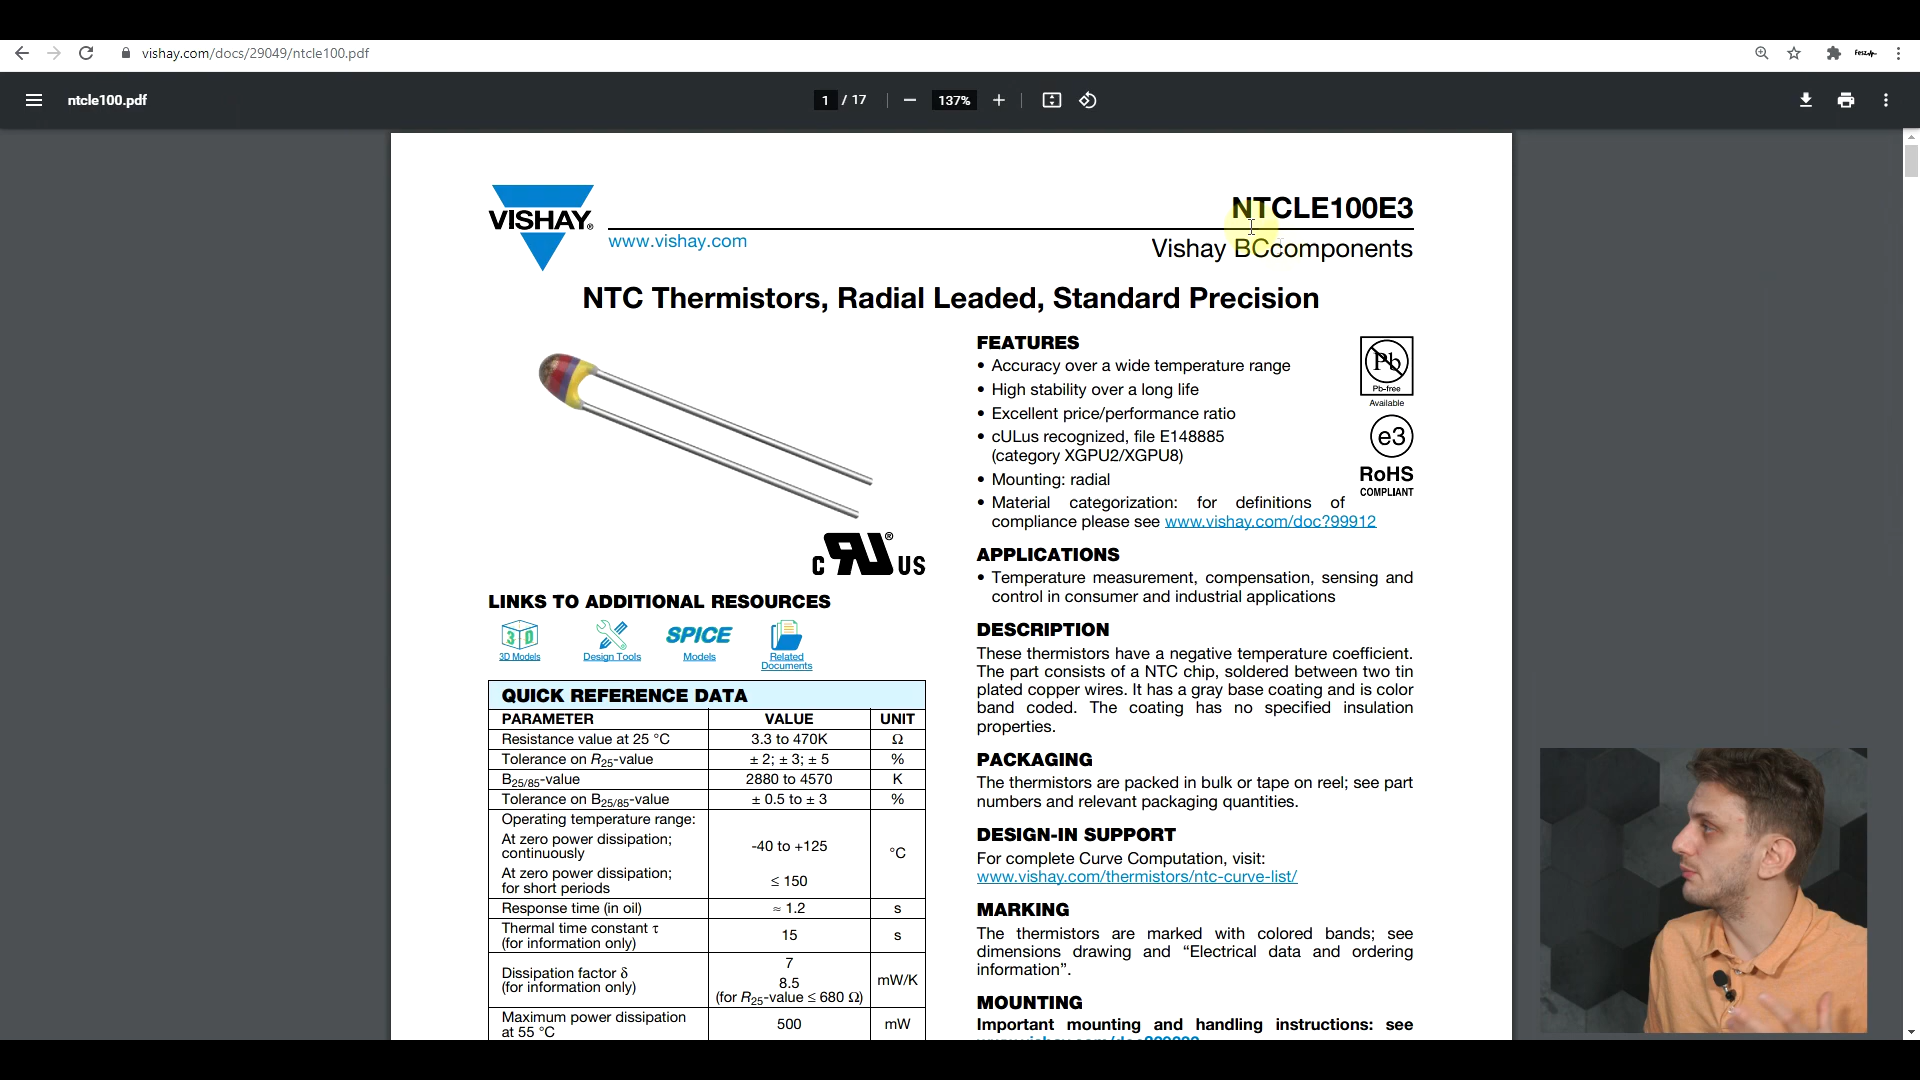 vishay.com/docs/29049/ntcle100.pdf
ntcle100.pdf
1 / 17
137%
VISHAY®
NTCLE100E3
www.vishay.com
Vishay BCcomponents
NTC Thermistors, Radial Leaded, Standard Precision
C RU® US
LINKS TO ADDITIONAL RESOURCES
3D
3D Models
Design Tools
SPICE
Models
Related
Documents
QUICK REFERENCE DATA
PARAMETER VALUE UNIT
Resistance value at 25 °C 3.3 to 470K Ω
Tolerance on R25-value ± 2; ± 3; ± 5 %
B25/85-value 2880 to 4570 K
Tolerance on B25/85-value ± 0.5 to ± 3 %
Operating temperature range:
At zero power dissipation;
continuously -40 to +125 °C
At zero power dissipation;
for short periods ≤ 150
Response time (in oil) ≈ 1.2 s
Thermal time constant τ
(for information only) 15 s
Dissipation factor δ
(for information only)
7
8.5
(for R25-value ≤ 680 Ω)
mW/K
Maximum power dissipation
at 55 °C 500 mW
FEATURES
• Accuracy over a wide temperature range
• High stability over a long life
• Excellent price/performance ratio
• cULus recognized, file E148885
(category XGPU2/XGPU8)
• Mounting: radial
• Material categorization: for definitions of
compliance please see www.vishay.com/doc?99912
Pb
Pb-free
Available
e3
RoHS
COMPLIANT
APPLICATIONS
• Temperature measurement, compensation, sensing and
control in consumer and industrial applications
DESCRIPTION
These thermistors have a negative temperature coefficient.
The part consists of a NTC chip, soldered between two tin
plated copper wires. It has a gray base coating and is color
band coded. The coating has no specified insulation
properties.
PACKAGING
The thermistors are packed in bulk or tape on reel; see part
numbers and relevant packaging quantities.
DESIGN-IN SUPPORT
For complete Curve Computation, visit:
www.vishay.com/thermistors/ntc-curve-list/
MARKING
The thermistors are marked with colored bands; see
dimensions drawing and “Electrical data and ordering
information”.
MOUNTING
Important mounting and handling instructions: see